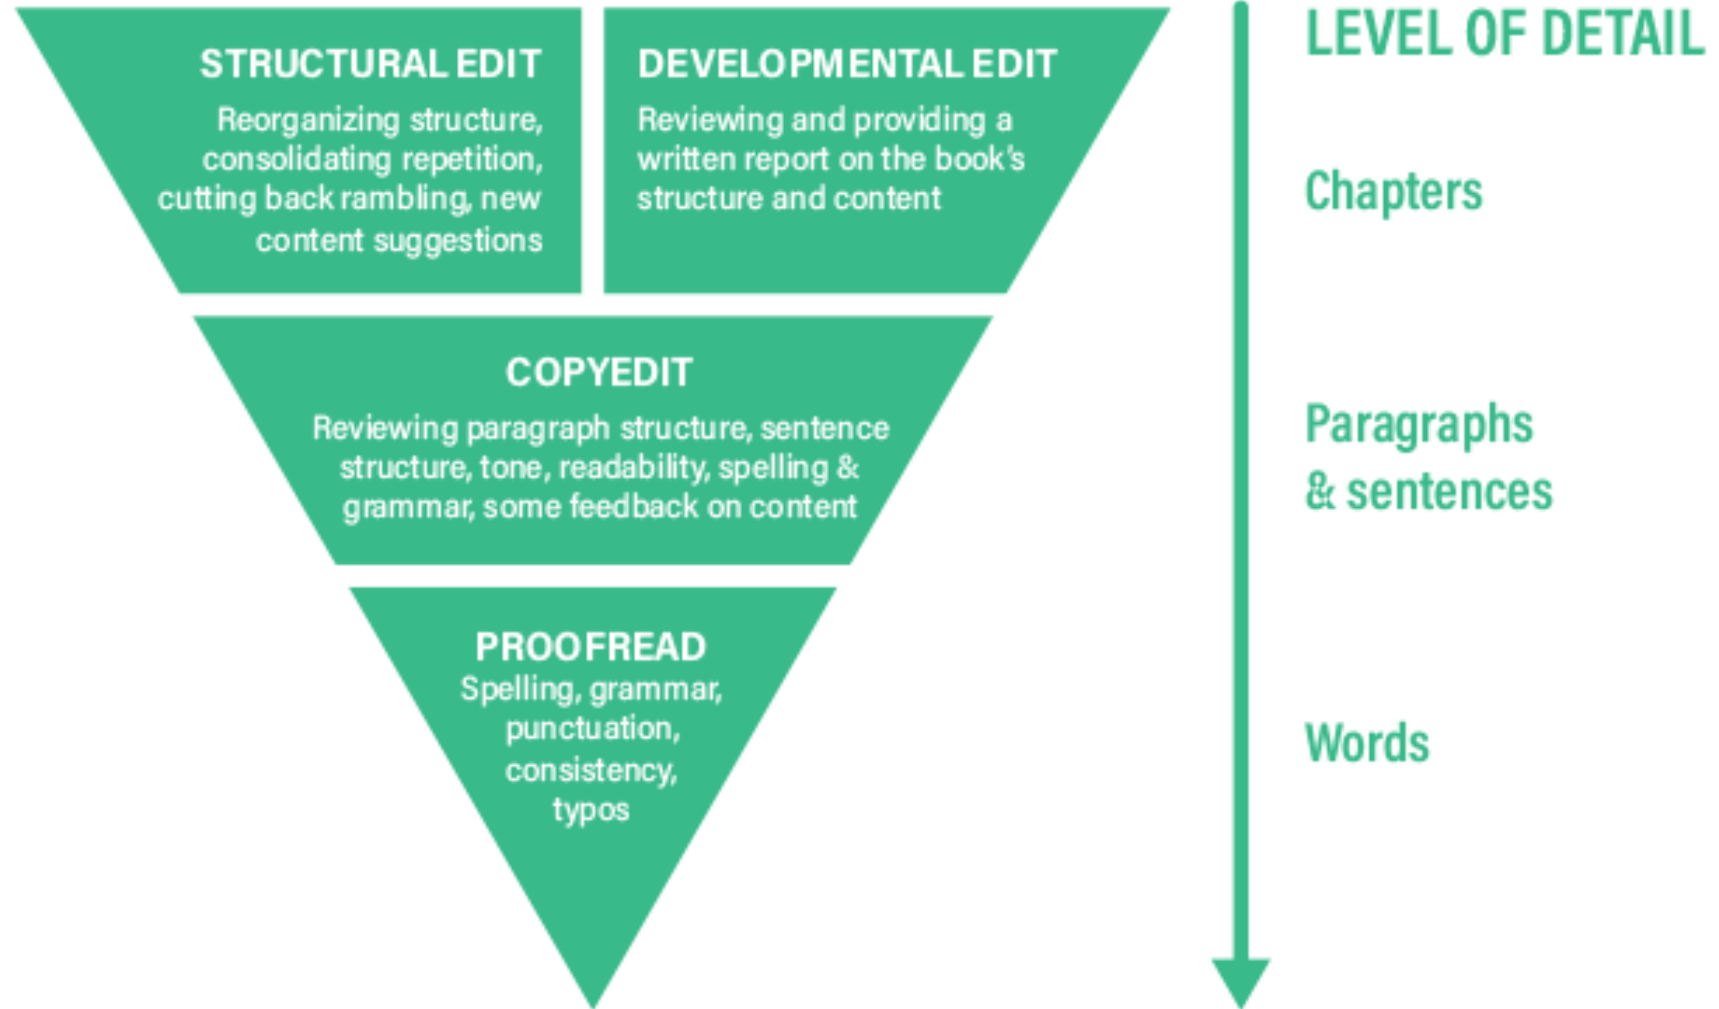 STRUCTURAL EDIT
Reorganizing structure,
consolidating repetition,
cutting back rambling, new
content suggestions
DEVELOPMENTAL EDIT
Reviewing and providing a
written report on the book's
structure and content
COPYEDIT
Reviewing paragraph structure, sentence
structure, tone, readability, spelling &
grammar, some feedback on content
PROOFREAD
Spelling, grammar,
punctuation,
consistency,
typos
LEVEL OF DETAIL
Chapters
Paragraphs
& sentences
Words